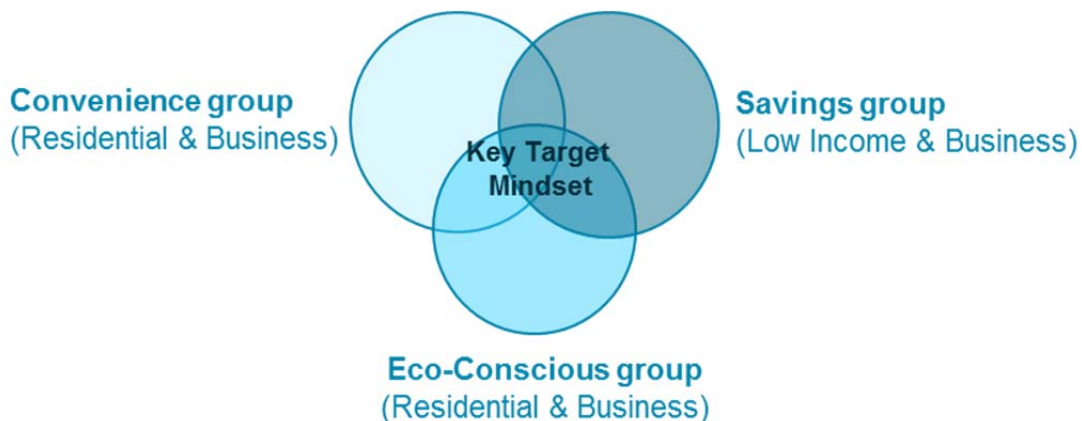 Convenience group
(Residential & Business)
Savings group
(Low Income & Business)
Key Target
Mindset
Eco-Conscious group
(Residential & Business)